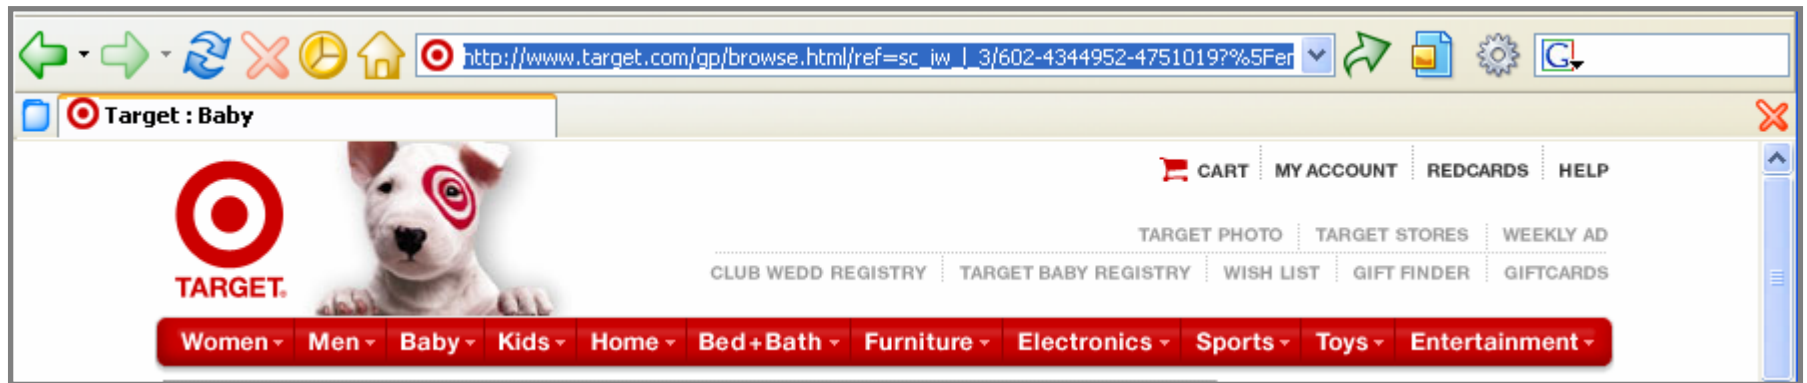 http://www.target.com/gp/browse.html/ref=sc_iw_l_3/602-4344952-4751019?%5Fer
G
Target : Baby
CART MY ACCOUNT REDCARDS HELP
TARGET PHOTO TARGET STORES WEEKLY AD
CLUB WEDD REGISTRY TARGET BABY REGISTRY WISH LIST GIFT FINDER GIFTCARDS
TARGET.
Women Men Baby Kids Home Bed+Bath Furniture Electronics Sports Toys Entertainment